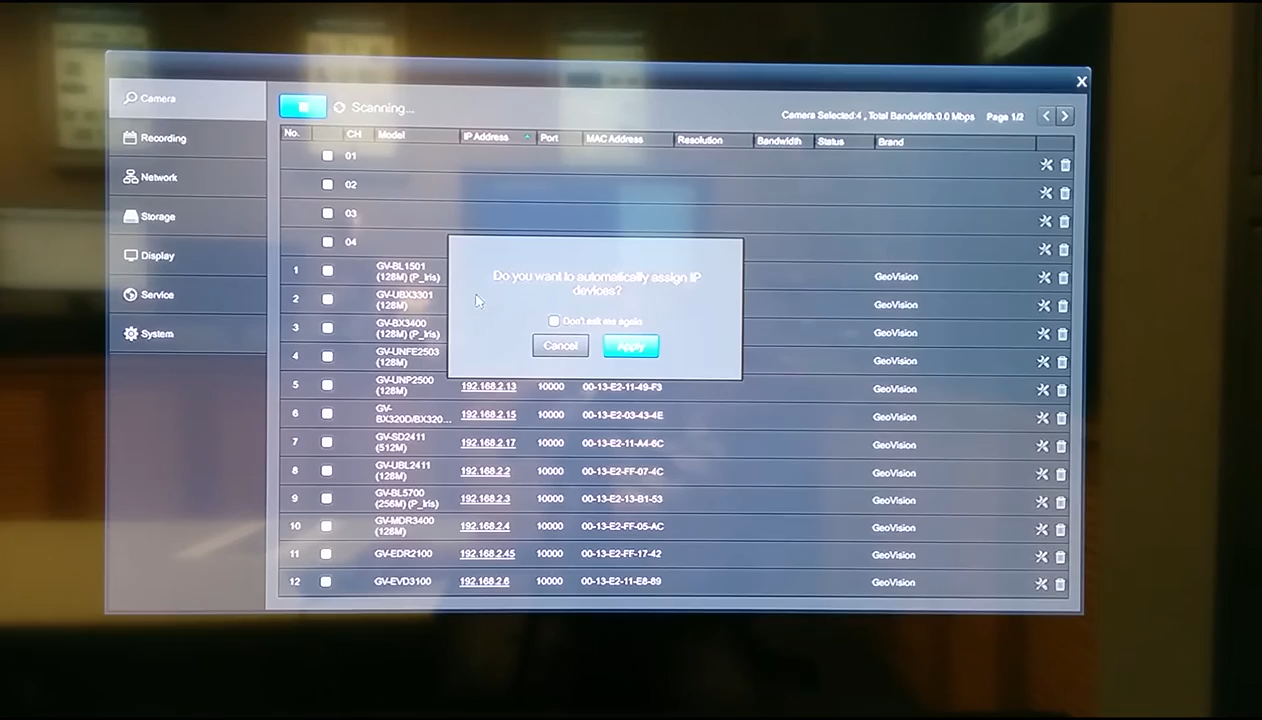 X
Camera
Scanning...
Camera Selected:4 , Total Bandwidth:0.0 Mbps Page 1/2 < >
No. CH Model IP Address Port MAC Address Resolution Bandwidth Status Brand
Recording
01
Network
02
Storage
03
04
Display
Service
System
Do you want to automatically assign IP
devices?
Don't ask me again
Cancel Apply
1 GV-BL1501
(128M) (P_Iris) GeoVision
2 GV-UBX3301
(128M) GeoVision
3 GV-BX3400
(128M) (P_Iris) GeoVision
4 GV-UNFE2503
(128M) GeoVision
5 GV-UNP2500
(128M) 192.168.2.13 10000 00-13-E2-11-49-F3 GeoVision
6 GV-
BX320D/BX320... 192.168.2.15 10000 00-13-E2-03-43-4E GeoVision
7 GV-SD2411
(512M) 192.168.2.17 10000 00-13-E2-11-A4-6C GeoVision
8 GV-UBL2411
(128M) 192.168.2.2 10000 00-13-E2-FF-07-4C GeoVision
9 GV-BL5700
(256M) (P_Iris) 192.168.2.3 10000 00-13-E2-13-B1-53 GeoVision
10 GV-MDR3400
(128M) 192.168.2.4 10000 00-13-E2-FF-05-AC GeoVision
11 GV-EDR2100 192.168.2.45 10000 00-13-E2-FF-17-42 GeoVision
12 GV-EVD3100 192.168.2.6 10000 00-13-E2-11-E8-89 GeoVision